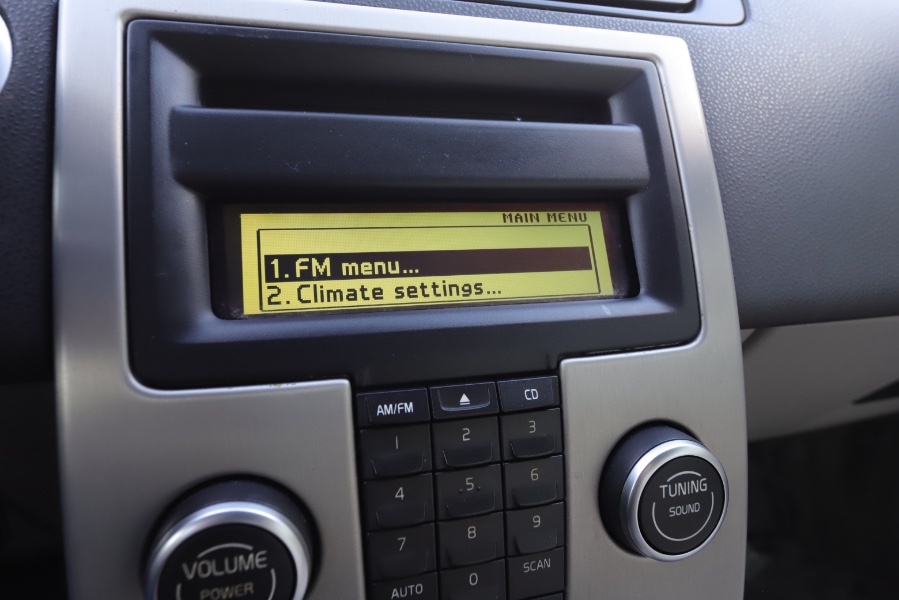 MAIN MENU
1. FM menu...
2. Climate settings...
AM/FM CD
1 2 3
4 .5. 6
7 8 9
AUTO 0 SCAN
VOLUME
POWER
TUNING
SOUND